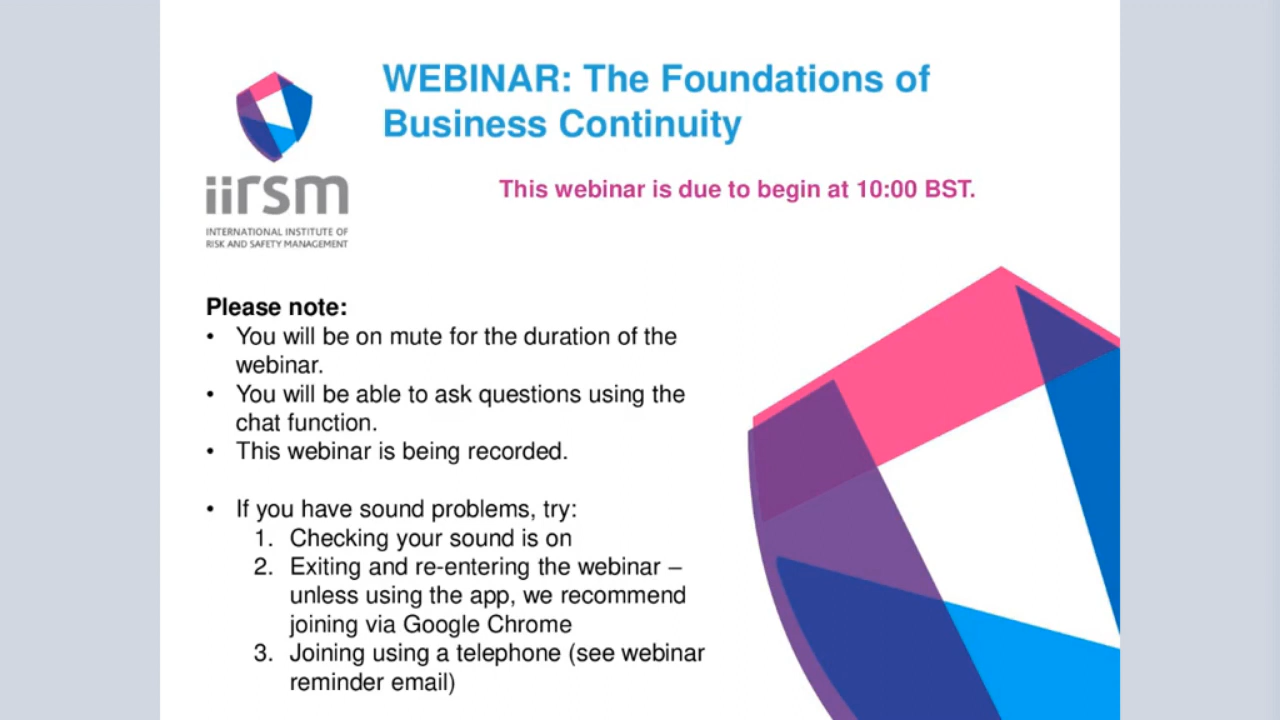 WEBINAR: The Foundations of
Business Continuity
This webinar is due to begin at 10:00 BST.
iirsm
INTERNATIONAL INSTITUTE OF
RISK AND SAFETY MANAGEMENT
Please note:
• You will be on mute for the duration of the
webinar.
• You will be able to ask questions using the
chat function.
• This webinar is being recorded.
• If you have sound problems, try:
1. Checking your sound is on
2. Exiting and re-entering the webinar –
unless using the app, we recommend
joining via Google Chrome
3. Joining using a telephone (see webinar
reminder email)